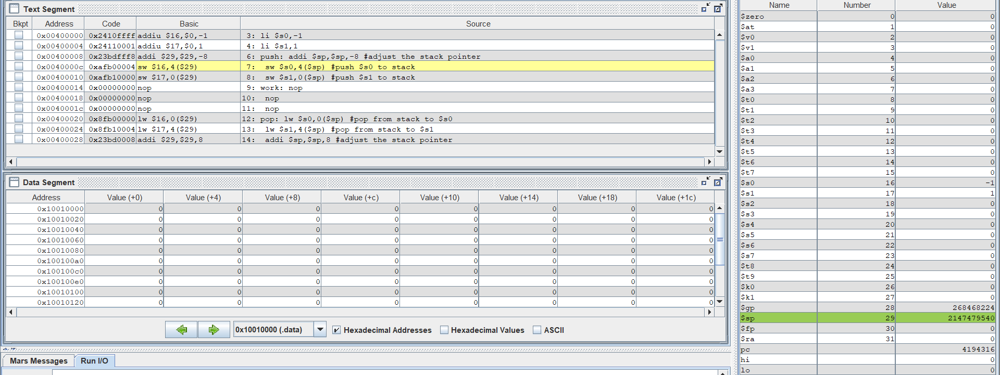 Text Segment
Bkpt Address Code Basic Source
0x00400000 0x2410ffff addiu $16,$0,-1 3: li $s0,-1
0x00400004 0x24110001 addiu $17,$0,1 4: li $s1,1
0x00400008 0x23bdfff8 addi $29,$29,-8 6: push: addi $sp,$sp,-8 #adjust the stack pointer
0x0040000c 0xafb00004 sw $16,4($29) 7: sw $s0,4($sp) #push $s0 to stack
0x00400010 0xafb10000 sw $17,0($29) 8: sw $s1,0($sp) #push $s1 to stack
0x00400014 0x00000000 nop 9: work: nop
0x00400018 0x00000000 nop 10: nop
0x0040001c 0x00000000 nop 11: nop
0x00400020 0x8fb00000 lw $16,0($29) 12: pop: lw $s0,0($sp) #pop from stack to $s0
0x00400024 0x8fb10004 lw $17,4($29) 13: lw $s1,4($sp) #pop from stack to $s1
0x00400028 0x23bd0008 addi $29,$29,8 14: addi $sp,$sp,8 #adjust the stack pointer
Data Segment
Address Value (+0) Value (+4) Value (+8) Value (+c) Value (+10) Value (+14) Value (+18) Value (+1c)
0x10010000 0 0 0 0 0 0 0 0
0x10010020 0 0 0 0 0 0 0 0
0x10010040 0 0 0 0 0 0 0 0
0x10010060 0 0 0 0 0 0 0 0
0x10010080 0 0 0 0 0 0 0 0
0x100100a0 0 0 0 0 0 0 0 0
0x100100c0 0 0 0 0 0 0 0 0
0x100100e0 0 0 0 0 0 0 0 0
0x10010100 0 0 0 0 0 0 0 0
0x10010120 0 0 0 0 0 0 0 0
0x10010000 (.data) Hexadecimal Addresses Hexadecimal Values ASCII
Mars Messages Run I/O
Name Number Value
$zero 0 0
$at 1 0
$v0 2 0
$v1 3 0
$a0 4 0
$a1 5 0
$a2 6 0
$a3 7 0
$t0 8 0
$t1 9 0
$t2 10 0
$t3 11 0
$t4 12 0
$t5 13 0
$t6 14 0
$t7 15 0
$s0 16 -1
$s1 17 1
$s2 18 0
$s3 19 0
$s4 20 0
$s5 21 0
$s6 22 0
$s7 23 0
$t8 24 0
$t9 25 0
$k0 26 0
$k1 27 0
$gp 28 268468224
$sp 29 2147479540
$fp 30 0
$ra 31 0
pc 4194316
hi 0
lo 0